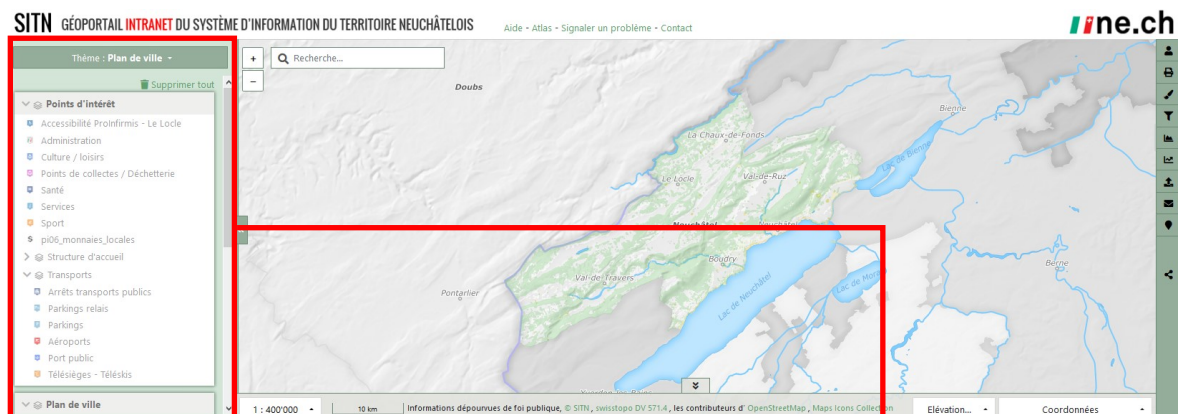 SITN GÉOPORTAIL INTRANET DU SYSTÈME D'INFORMATION DU TERRITOIRE NEUCHÂTELOIS
Aide - Atlas - Signaler un problème - Contact
ne.ch
Thème : Plan de ville
Supprimer tout
Points d'intérêt
Accessibilité ProInfirmis - Le Locle
Administration
Culture / loisirs
Points de collectes / Déchetterie
Santé
Services
Sport
S pi06_monnaies_locales
Structure d'accueil
Transports
Arrêts transports publics
Parkings relais
Parkings
Aéroports
Port public
Télésièges - Téléskis
Plan de ville
+
-
Recherche...
Doubs
Bienne
La Chaux-de-Fonds
Lac de Bienne
Le Locle
Val-de-Ruz
Neuchâtel
Neuchâtel
Boudry
Berne
Val-de-Travers
Lac de Morat
Pontarlier
Lac de Neuchâtel
Yverdon-les-Bains
1 : 400'000
10 km
Informations dépourvues de foi publique, © SITN , swisstopo DV 571.4 , les contributeurs d' OpenStreetMap , Maps Icons Collection
Elévation...
Coordonnées